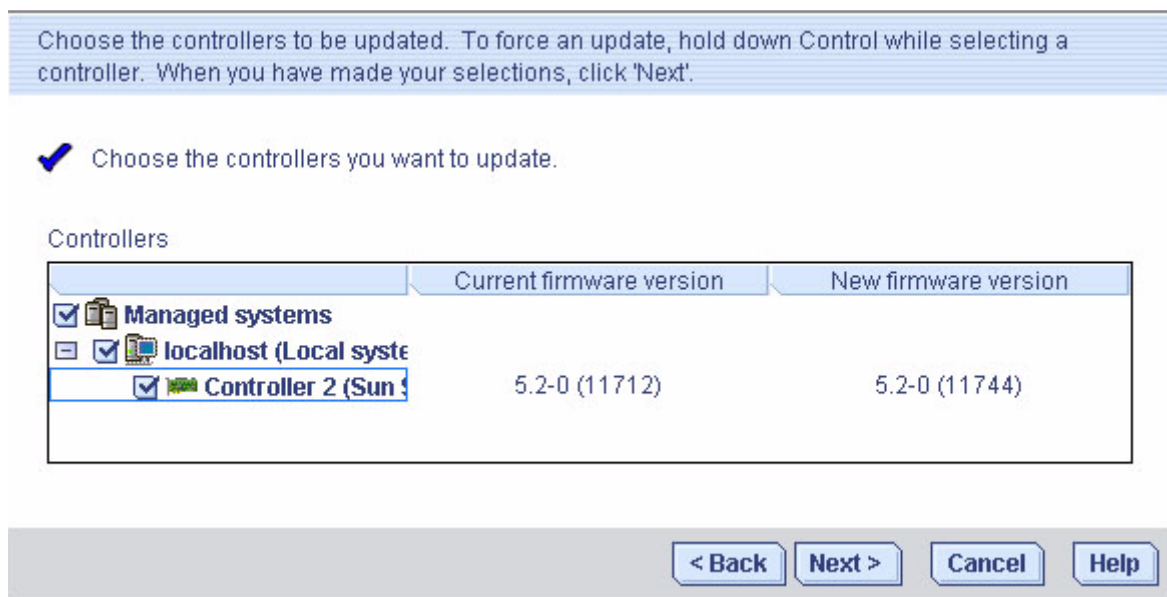 Choose the controllers to be updated.  To force an update, hold down Control while selecting a
controller.  When you have made your selections, click 'Next'.
Choose the controllers you want to update.
Controllers
Current firmware version New firmware version
Managed systems
localhost (Local syste
Controller 2 (Sun S 5.2-0 (11712) 5.2-0 (11744)
< Back Next > Cancel Help